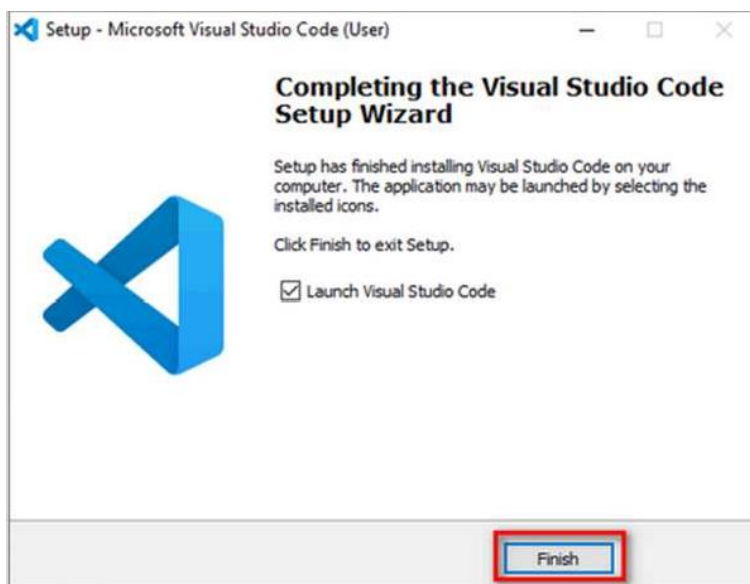 Setup - Microsoft Visual Studio Code (User)
Completing the Visual Studio Code
Setup Wizard
Setup has finished installing Visual Studio Code on your
computer. The application may be launched by selecting the
installed icons.
Click Finish to exit Setup.
Launch Visual Studio Code
Finish